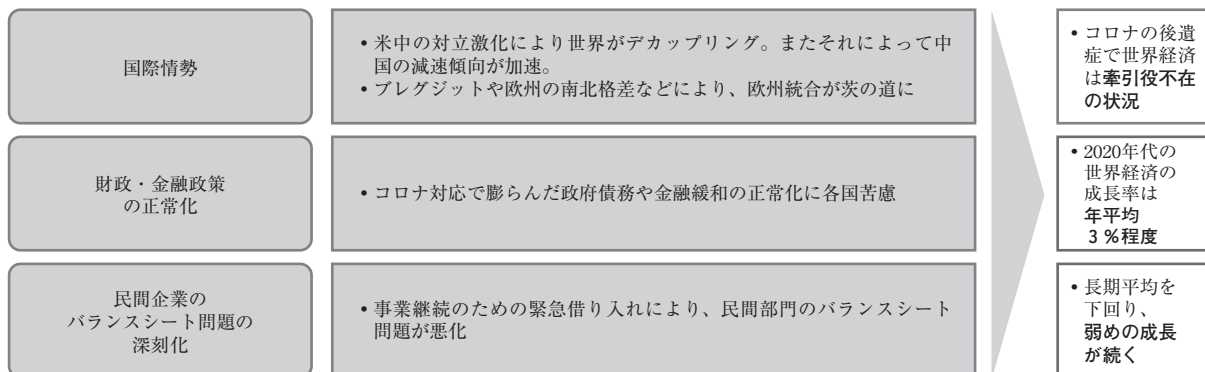 国際情勢
• 米中の対立激化により世界がデカップリング。またそれによって中
国の減速傾向が加速。
• ブレグジットや欧州の南北格差などにより、欧州統合が茨の道に
• コロナの後遺
症で世界経済
は牽引役不在
の状況
財政・金融政策
の正常化
• コロナ対応で膨らんだ政府債務や金融緩和の正常化に各国苦慮
• 2020年代の
世界経済の
成長率は
年平均
3％程度
民間企業の
バランスシート問題の
深刻化
• 事業継続のための緊急借り入れにより、民間部門のバランスシート
問題が悪化
• 長期平均を
下回り、
弱めの成長
が続く